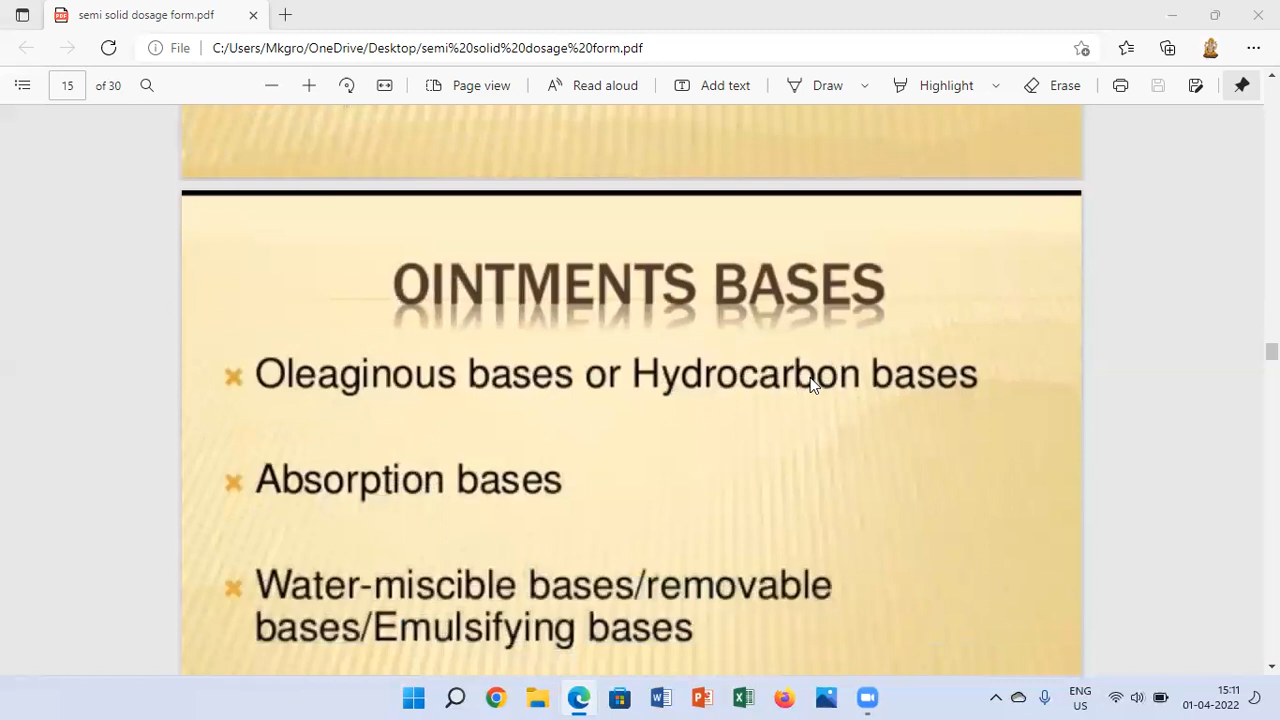 semi solid dosage form.pdf
File C:/Users/Mkgro/OneDrive/Desktop/semi%20solid%20dosage%20form.pdf
15 of 30 Page view Read aloud Add text Draw Highlight Erase
OINTMENTS BASES
Oleaginous bases or Hydrocarbon bases
Absorption bases
Water-miscible bases/removable
bases/Emulsifying bases
ENG 15:11
US 01-04-2022